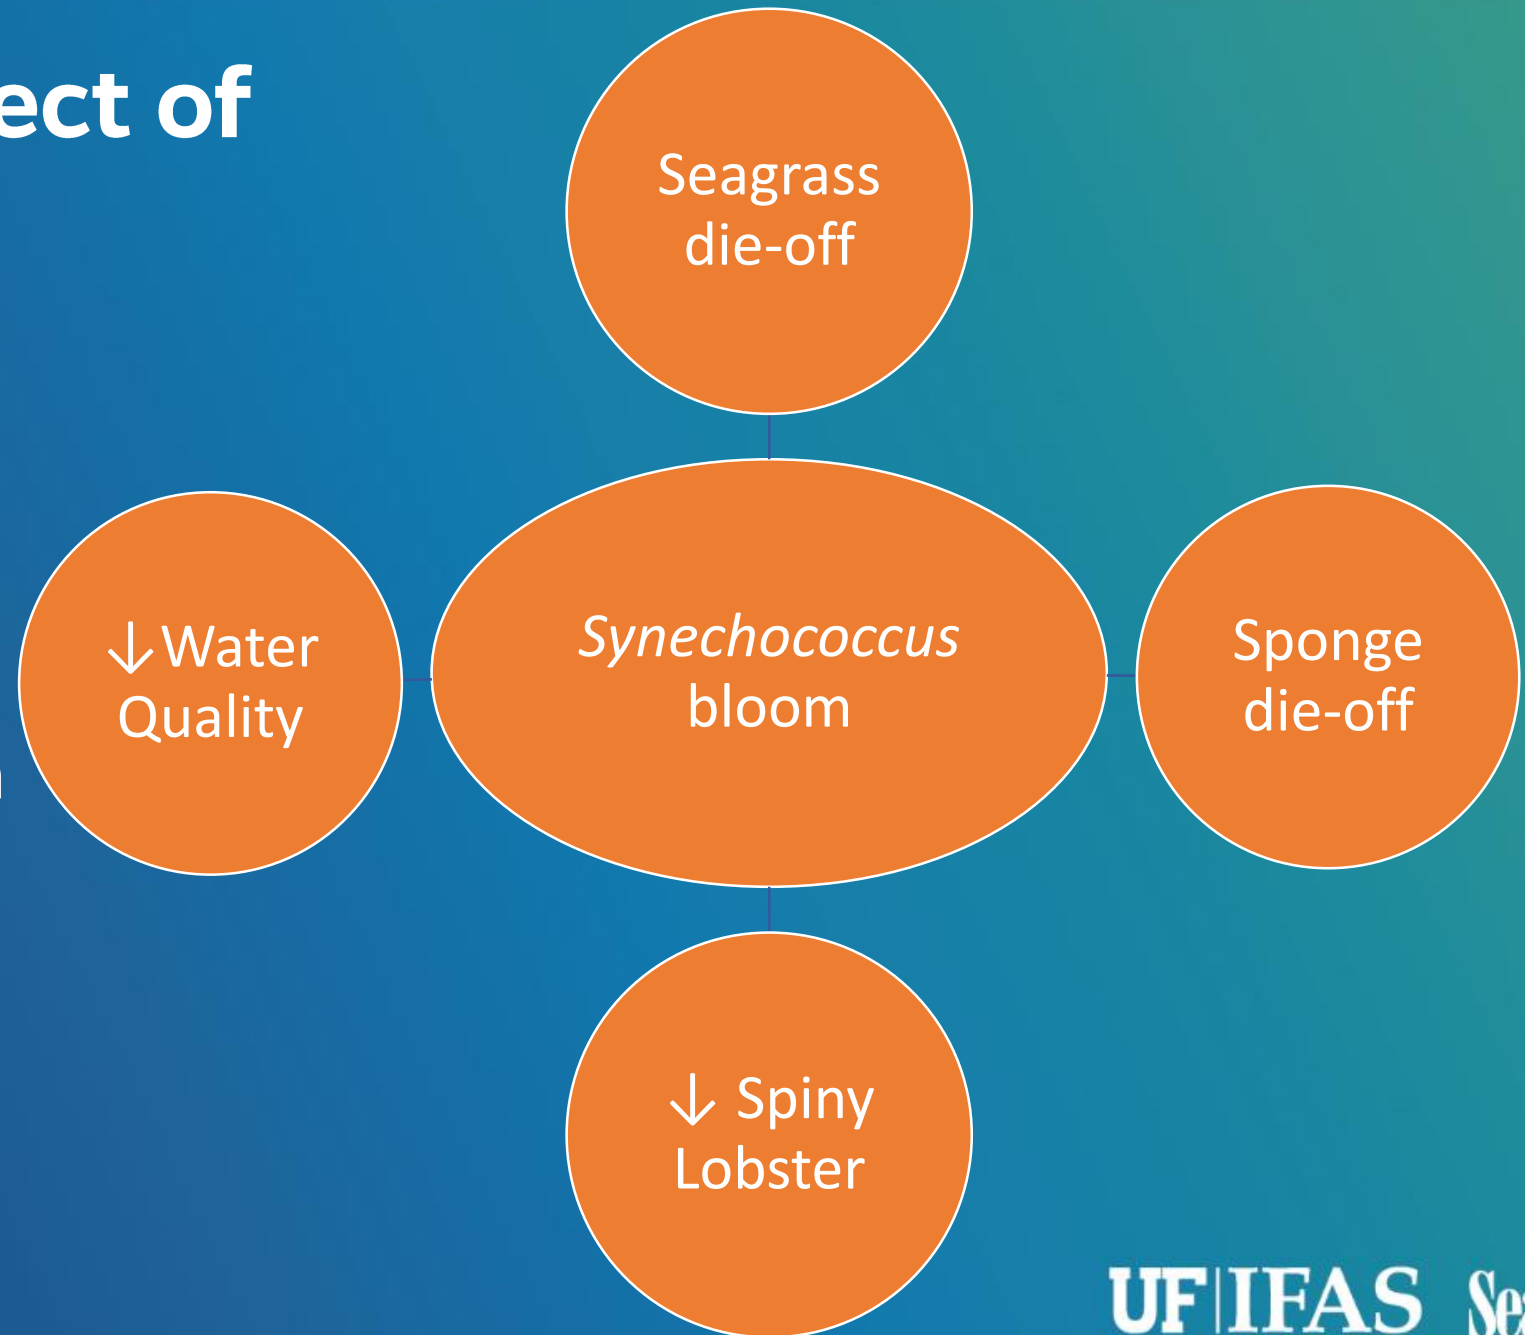 ect of
Seagrass
die-off
↓Water
Quality
Synechococcus
bloom
Sponge
die-off
↓ Spiny
Lobster
UF|IFAS